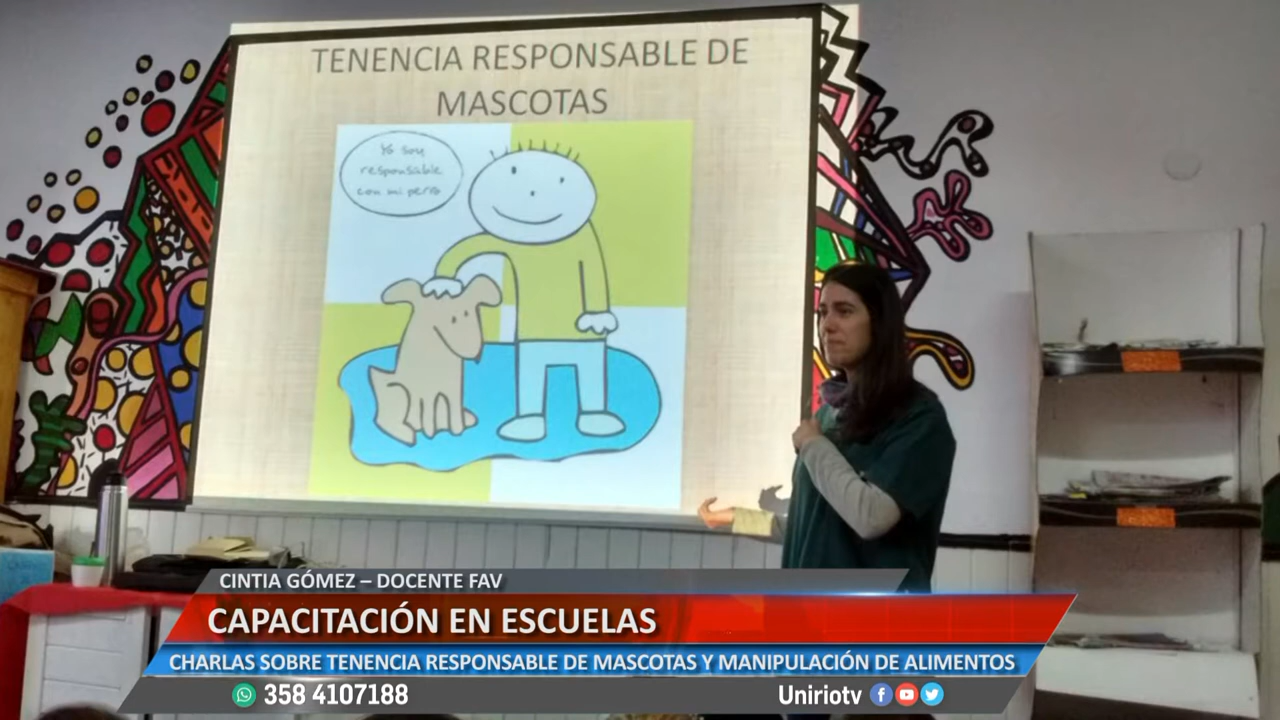 TENENCIA RESPONSABLE DE
MASCOTAS
Yo soy
responsable
con mi perro
CINTIA GÓMEZ – DOCENTE FAV
CAPACITACIÓN EN ESCUELAS
CHARLAS SOBRE TENENCIA RESPONSABLE DE MASCOTAS Y MANIPULACIÓN DE ALIMENTOS
358 4107188
Uniriotv